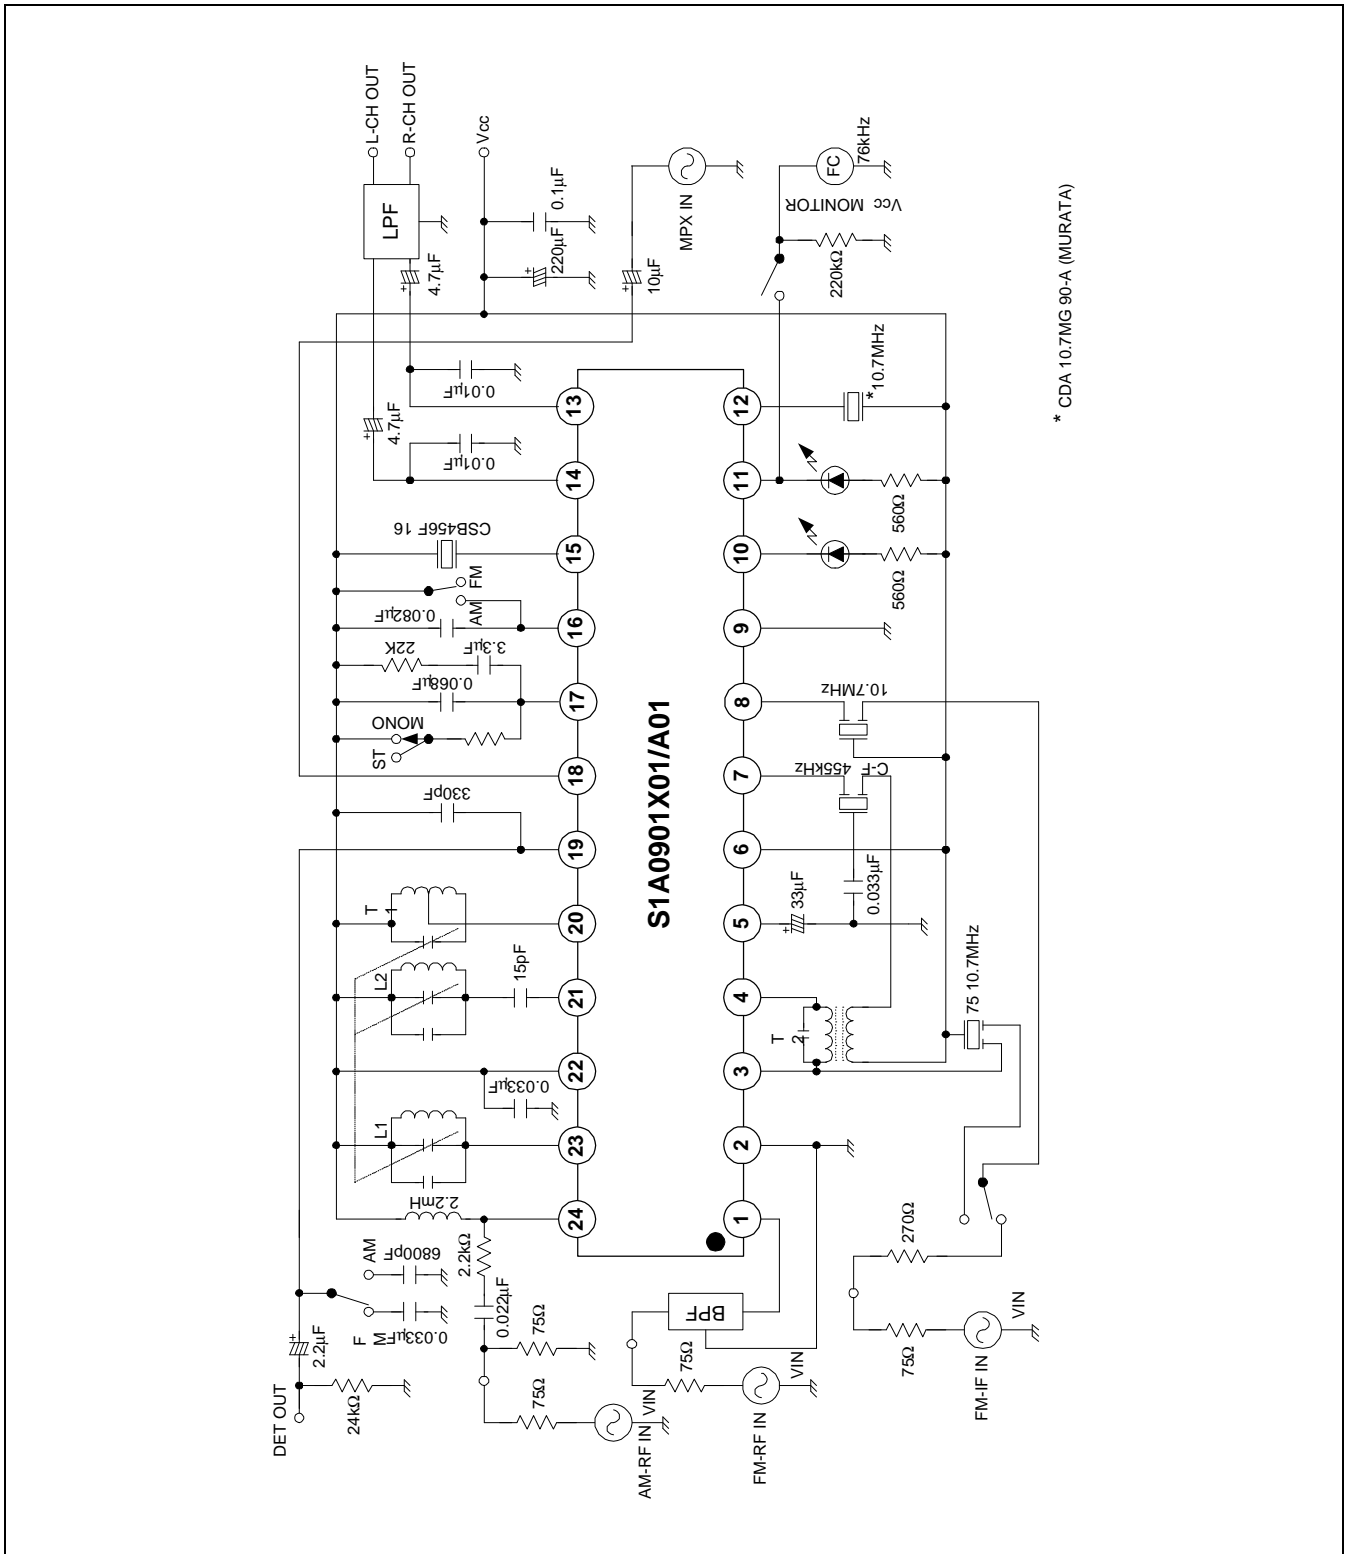 L-CH OUT
R-CH OUT
LPF
4.7µF
4.7µF
0.01µF
0.01µF
Vcc
0.1µF
220µF
10µF
MPX IN
FC
76kHz
Vcc MONITOR
220kΩ
*10.7MHz
560Ω
560Ω
* CDA 10.7MG 90-A (MURATA)
CSB456F 16
FM
AM
0.082µF
3.3µF
22K
0.068µF
MONO
ST
330pF
T
1
L2
15pF
0.033µF
L1
2.2mH
2.2kΩ
0.022µF
75Ω
75Ω
AM
6800pF
F
M
0.033µF
2.2µF
24kΩ
DET OUT
13
14
15
16
17
18
19
20
21
22
23
24
S1A0901X01/A01
12
11
10
9
8
7
6
5
4
3
2
1
10.7MHz
C-F 455kHz
0.033µF
33µF
T
2
75 10.7MHz
BPF
75Ω
VIN
AM-RF IN
VIN
FM-RF IN
270Ω
75Ω
VIN
FM-IF IN